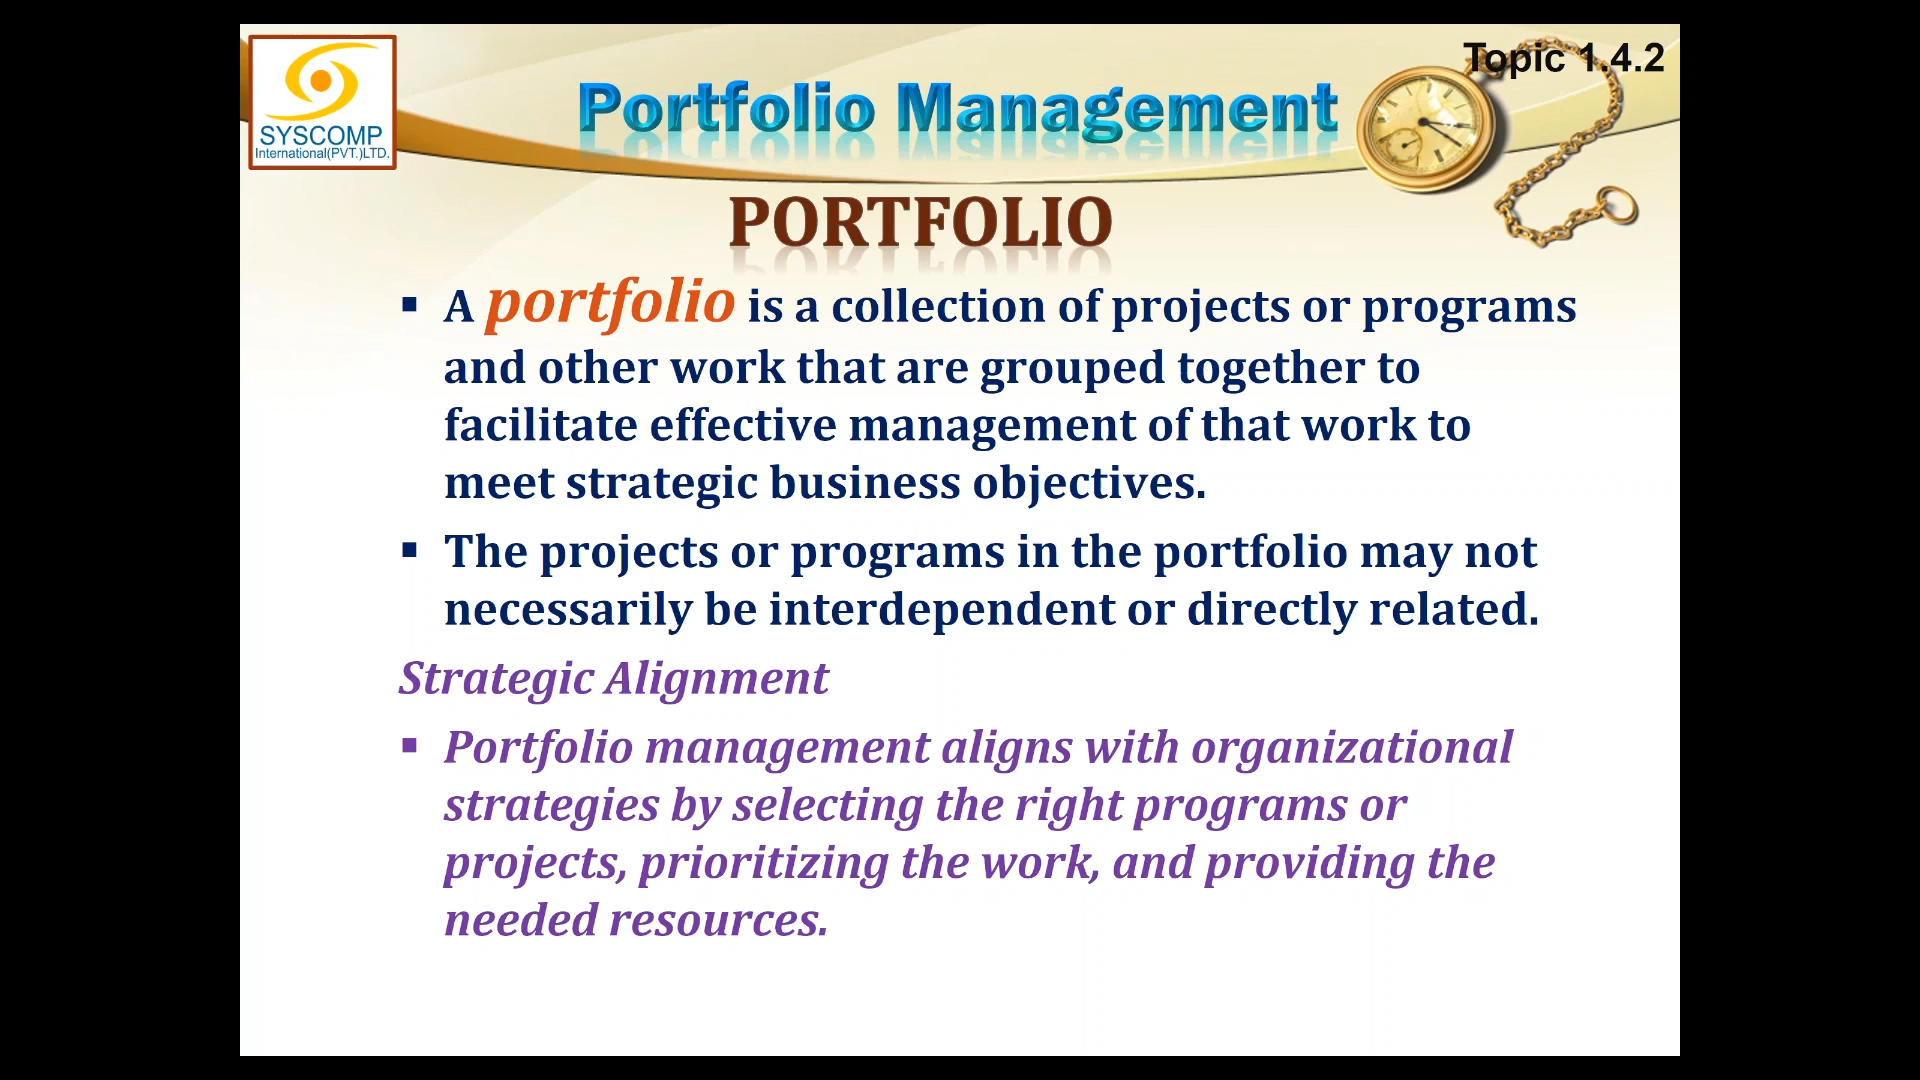 SYSCOMP
International(PVT.)LTD.
Topic 1.4.2
Portfolio Management
PORTFOLIO
▪ A portfolio is a collection of projects or programs
and other work that are grouped together to
facilitate effective management of that work to
meet strategic business objectives.
▪ The projects or programs in the portfolio may not
necessarily be interdependent or directly related.
Strategic Alignment
▪ Portfolio management aligns with organizational
strategies by selecting the right programs or
projects, prioritizing the work, and providing the
needed resources.